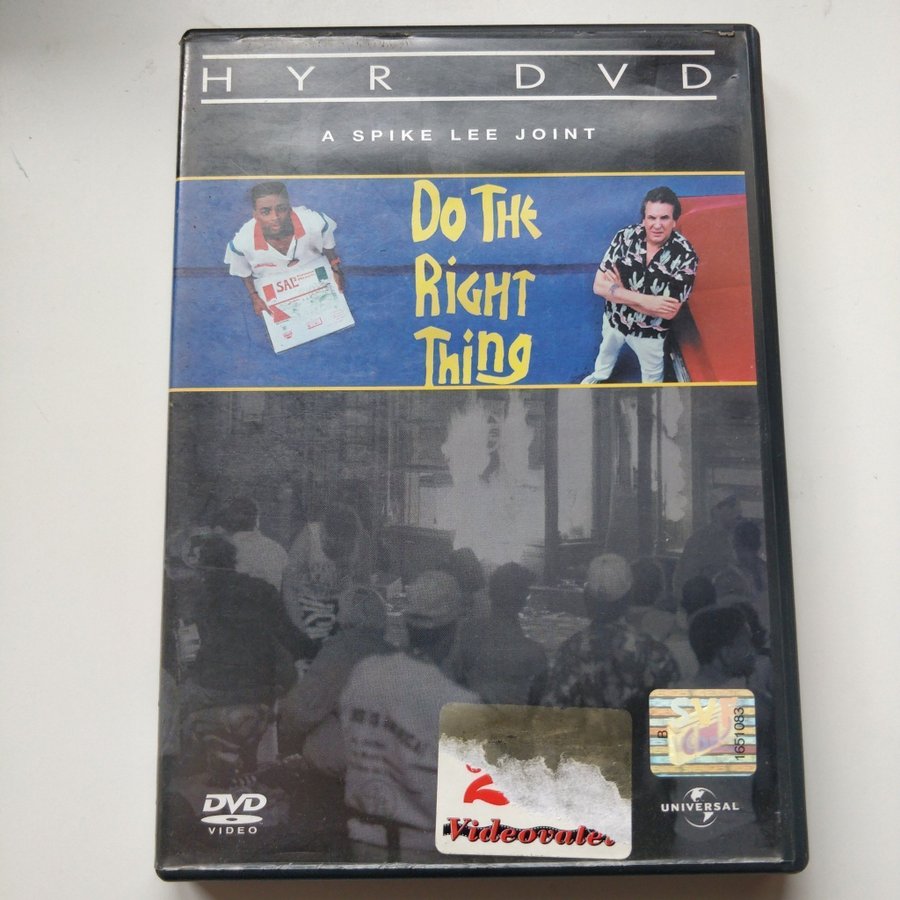 HYR DVD
A SPIKE LEE JOINT
DO THE
RiGHT
Thing
SAL
B
1651083
Videovalet
DVD
VIDEO
UNIVERSAL